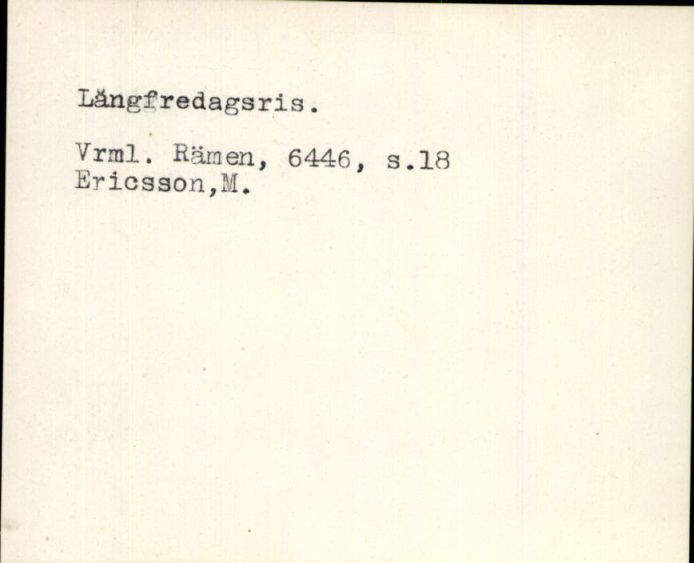 Långfredagsris.
Vrml. Rämen, 6446, s.18
Ericsson,M.